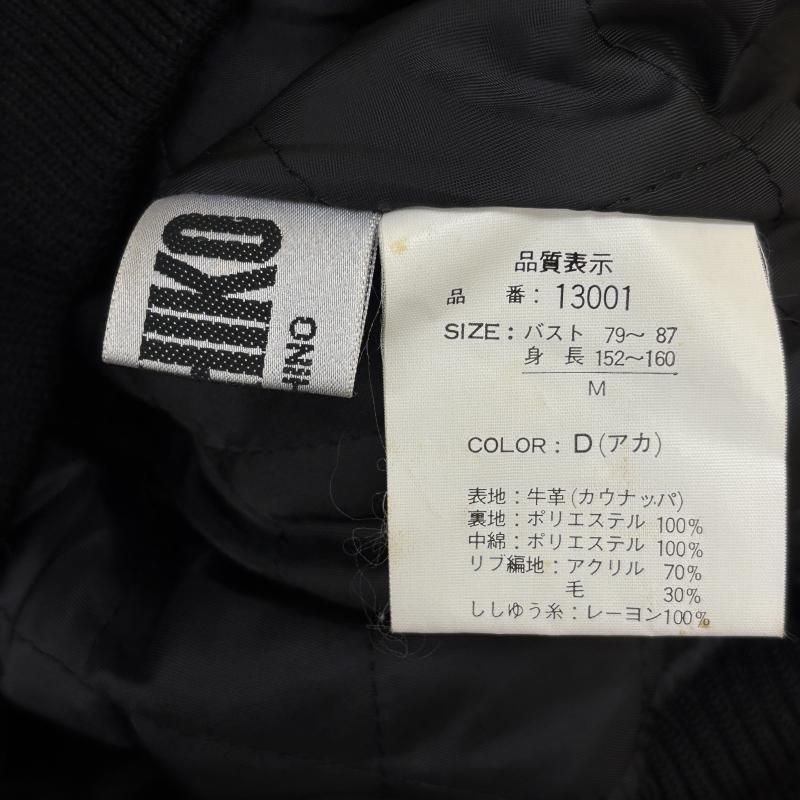 HIKO
HINO
品質表示
品 番: 13001
SIZE: バスト 79〜 87
身 長 152〜160
M
COLOR: D (アカ)
表地: 牛革 (カウナッパ)
裏地: ポリエステル 100%
中綿: ポリエステル 100%
リブ編地: アクリル 70%
毛 30%
ししゆう糸: レーヨン100%